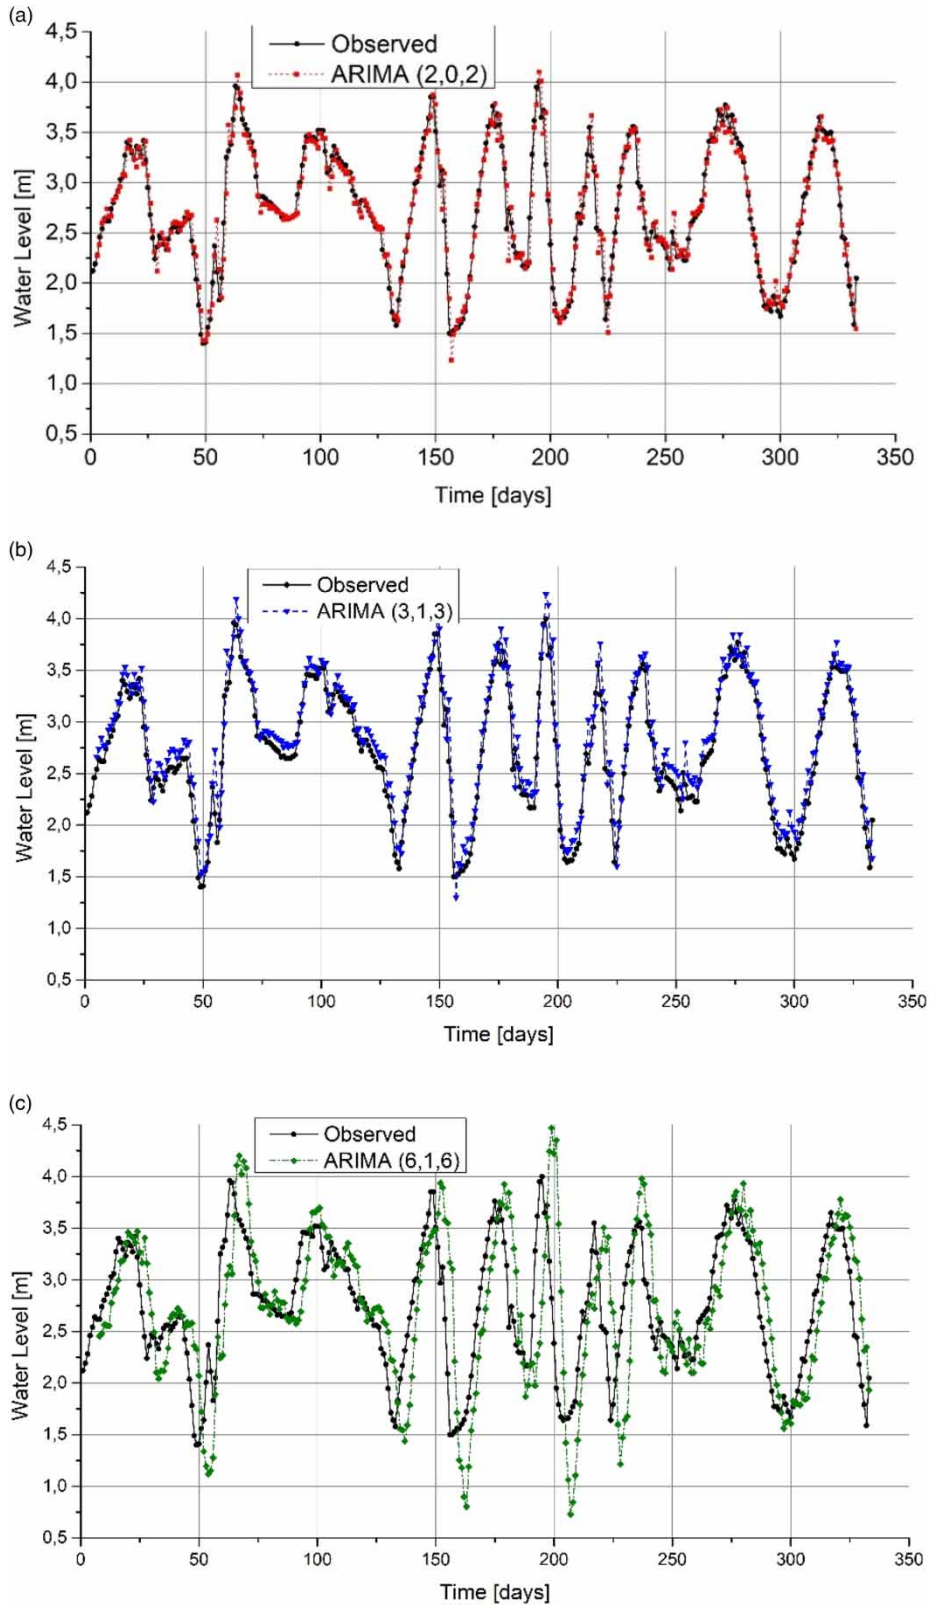 (a)
4,5
4,0
3,5
3,0
2,5
2,0
1,5
1,0
0,5
Water Level [m]
Observed
ARIMA (2,0,2)
0 50 100 150 200 250 300 350
Time [days]
(b)
4,5
4,0
3,5
3,0
2,5
2,0
1,5
1,0
0,5
Water Level [m]
Observed
ARIMA (3,1,3)
0 50 100 150 200 250 300 350
Time [days]
(c)
4,5
4,0
3,5
3,0
2,5
2,0
1,5
1,0
0,5
Water Level [m]
Observed
ARIMA (6,1,6)
0 50 100 150 200 250 300 350
Time [days]